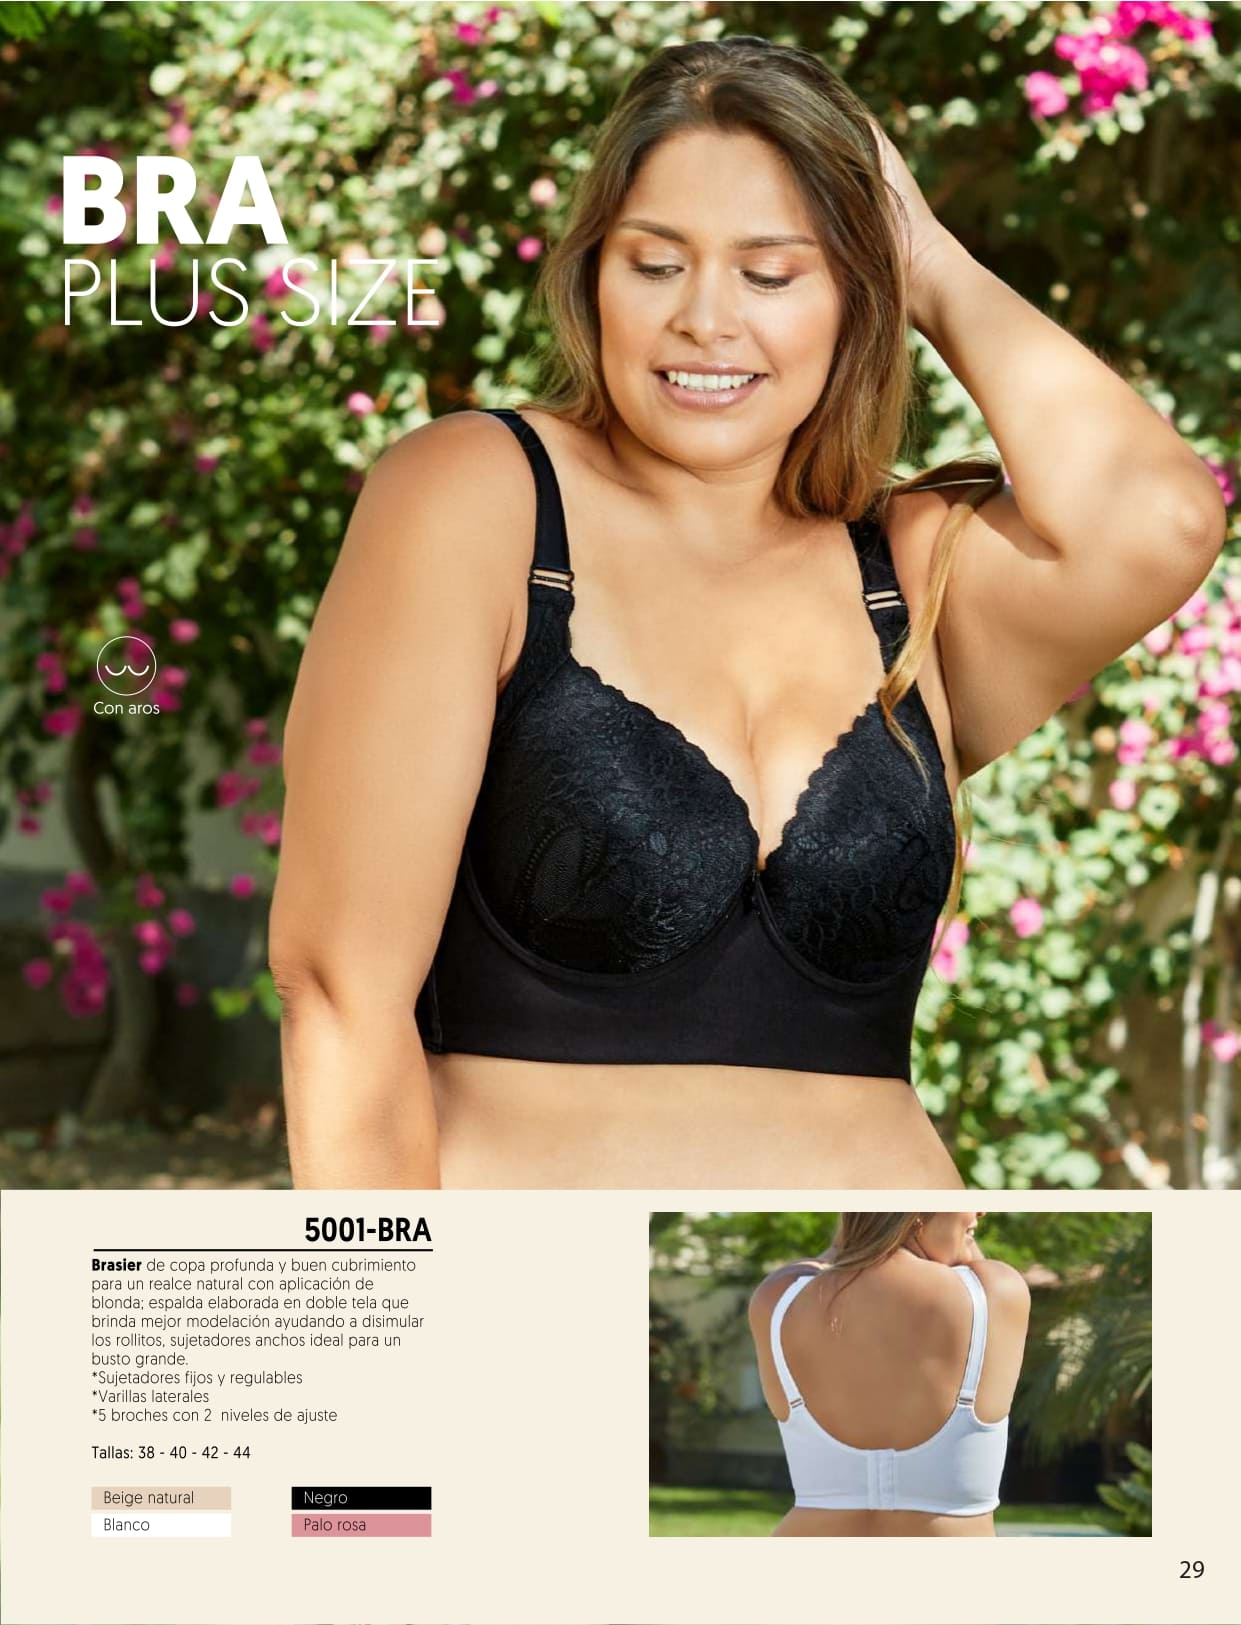 BRA
PLUS SIZE
Con aros
5001-BRA
Brasier de copa profunda y buen cubrimiento
para un realce natural con aplicación de
blonda; espalda elaborada en doble tela que
brinda mejor modelación ayudando a disimular
los rollitos, sujetadores anchos ideal para un
busto grande.
*Sujetadores fijos y regulables
*Varillas laterales
*5 broches con 2 niveles de ajuste
Tallas: 38 - 40 - 42 - 44
Beige natural
Negro
Blanco
Palo rosa
29